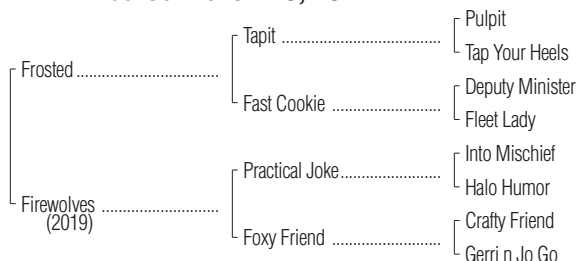 Pulpit
Tapit
Tap Your Heels
Frosted
Deputy Minister
Fast Cookie
Fleet Lady
Into Mischief
Practical Joke
Halo Humor
Firewolves
(2019)
Crafty Friend
Foxy Friend
Gerri n Jo Go